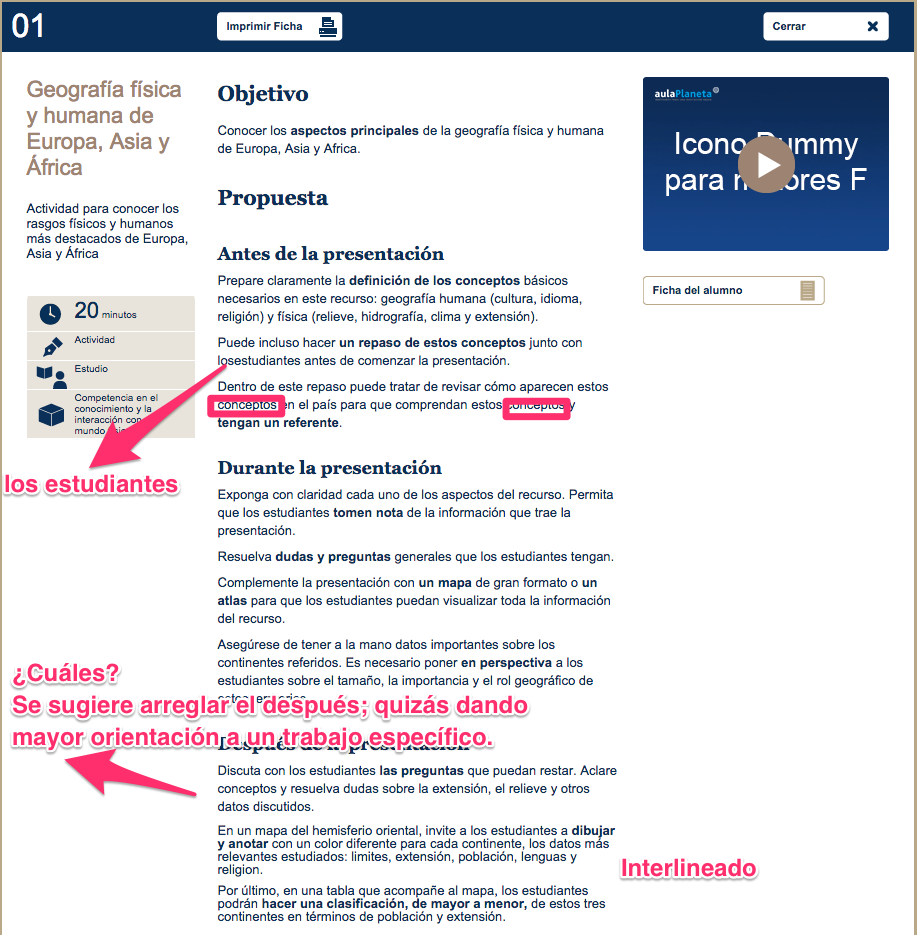 01
Imprimir Ficha
Cerrar
Geografía física
y humana de
Europa, Asia y
África
Actividad para conocer los
rasgos físicos y humanos
más destacados de Europa,
Asia y África
20 minutos
Actividad
Estudio
Competencia en el
conocimiento y la
interacción con
mundo
los estudiantes
Objetivo
Conocer los aspectos principales de la geografía física y humana
de Europa, Asia y África.
Propuesta
Antes de la presentación
Prepare claramente la definición de los conceptos básicos
necesarios en este recurso: geografía humana (cultura, idioma,
religión) y física (relieve, hidrografía, clima y extensión).
Puede incluso hacer un repaso de estos conceptos junto con
losestudiantes antes de comenzar la presentación.
Dentro de este repaso puede tratar de revisar cómo aparecen estos
conceptos en el país para que comprendan estos conceptos y
tengan un referente.
Durante la presentación
Exponga con claridad cada uno de los aspectos del recurso. Permita
que los estudiantes tomen nota de la información que trae la
presentación.
Resuelva dudas y preguntas generales que los estudiantes tengan.
Complemente la presentación con un mapa de gran formato o un
atlas para que los estudiantes puedan visualizar toda la información
del recurso.
Asegúrese de tener a la mano datos importantes sobre los
continentes referidos. Es necesario poner en perspectiva a los
estudiantes sobre el tamaño, la importancia y el rol geográfico de
¿Cuáles?
Se sugiere arreglar el después; quizás dando
mayor orientación a un trabajo específico.
Después de la presentación
Discuta con los estudiantes las preguntas que puedan restar. Aclare
conceptos y resuelva dudas sobre la extensión, el relieve y otros
datos discutidos.
En un mapa del hemisferio oriental, invite a los estudiantes a dibujar
y anotar con un color diferente para cada continente, los datos más
relevantes estudiados: limites, extensión, población, lenguas y
religion.
Por último, en una tabla que acompañe al mapa, los estudiantes
podrán hacer una clasificación, de mayor a menor, de estos tres
continentes en términos de población y extensión.
Interlineado
aulaPlaneta
Icono Dummy
para motores F
Ficha del alumno